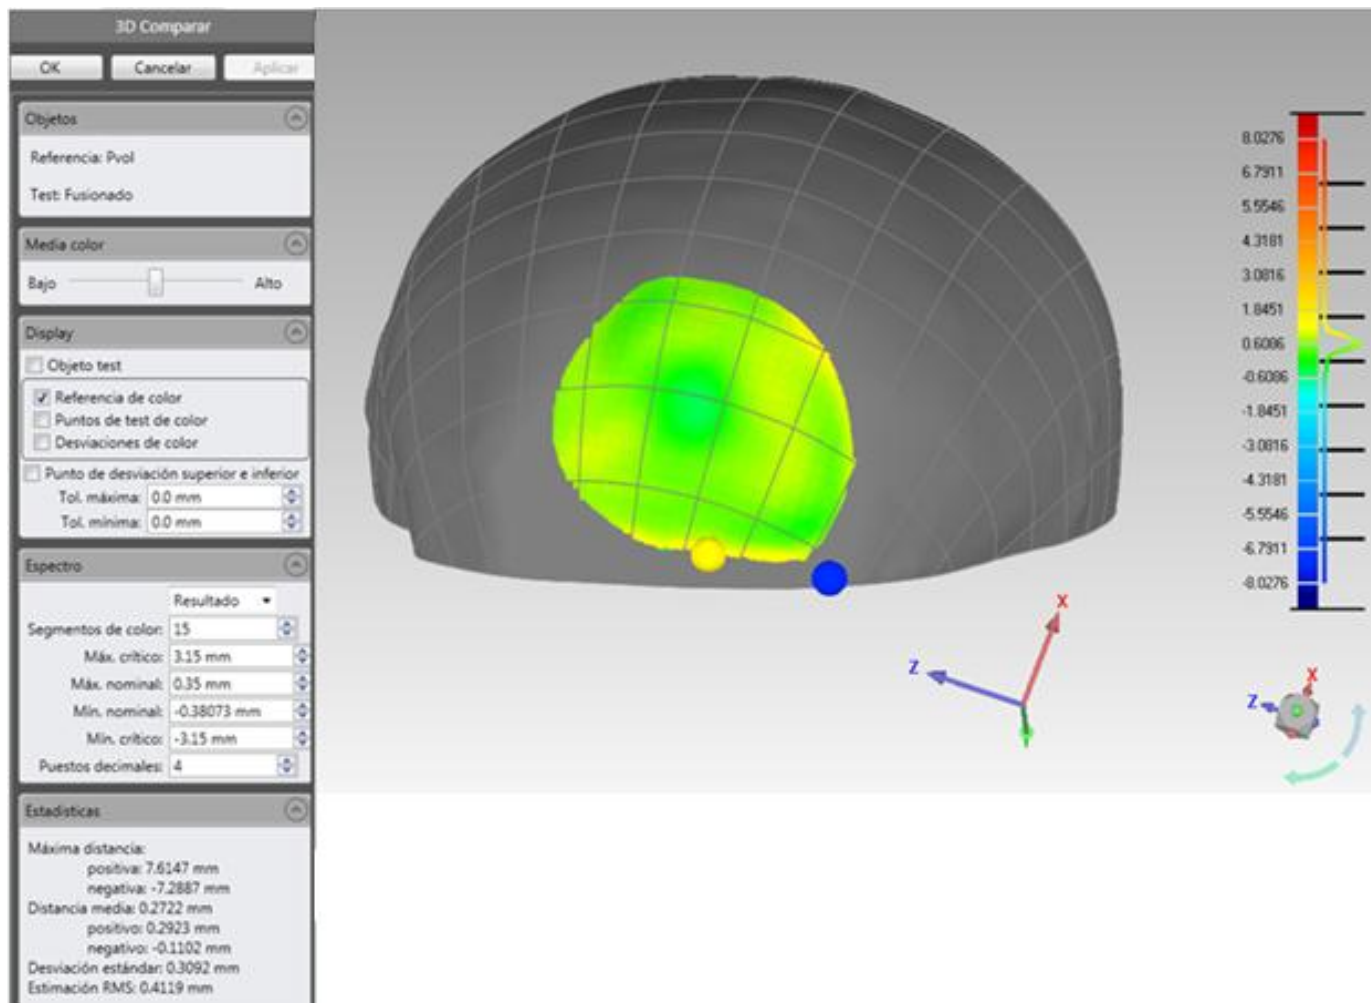 3D Comparar
OK Cancelar Aplicar
Objetos
Referencia: Pvol
Test: Fusionado
Media color
Bajo Alto
Display
Objeto test
Referencia de color
Puntos de test de color
Desviaciones de color
Punto de desviación superior e inferior
Tol. máxima: 0.0 mm
Tol. mínima: 0.0 mm
Espectro
Resultado
Segmentos de color: 15
Máx. crítico: 3.15 mm
Máx. nominal: 0.35 mm
Mín. nominal: -0.38073 mm
Mín. crítico: -3.15 mm
Puestos decimales: 4
Estadísticas
Máxima distancia:
positiva: 7.6147 mm
negativa: -7.2887 mm
Distancia media: 0.2722 mm
positivo: 0.2923 mm
negativo: -0.1102 mm
Desviación estándar: 0.3092 mm
Estimación RMS: 0.4119 mm
8.0276
6.7911
5.5546
4.3181
3.0816
1.8451
0.6086
-0.6086
-1.8451
-3.0816
-4.3181
-5.5546
-6.7911
-8.0276
X
Z
X
Z